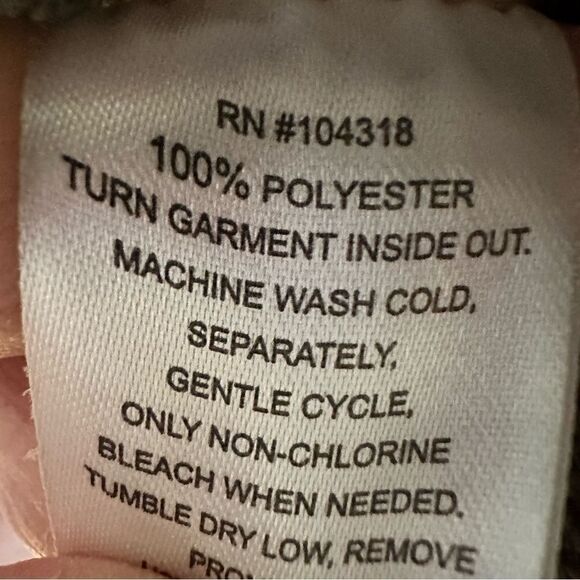 RN #104318
100% POLYESTER
TURN GARMENT INSIDE OUT.
MACHINE WASH COLD,
SEPARATELY,
GENTLE CYCLE,
ONLY NON-CHLORINE
BLEACH WHEN NEEDED.
TUMBLE DRY LOW, REMOVE